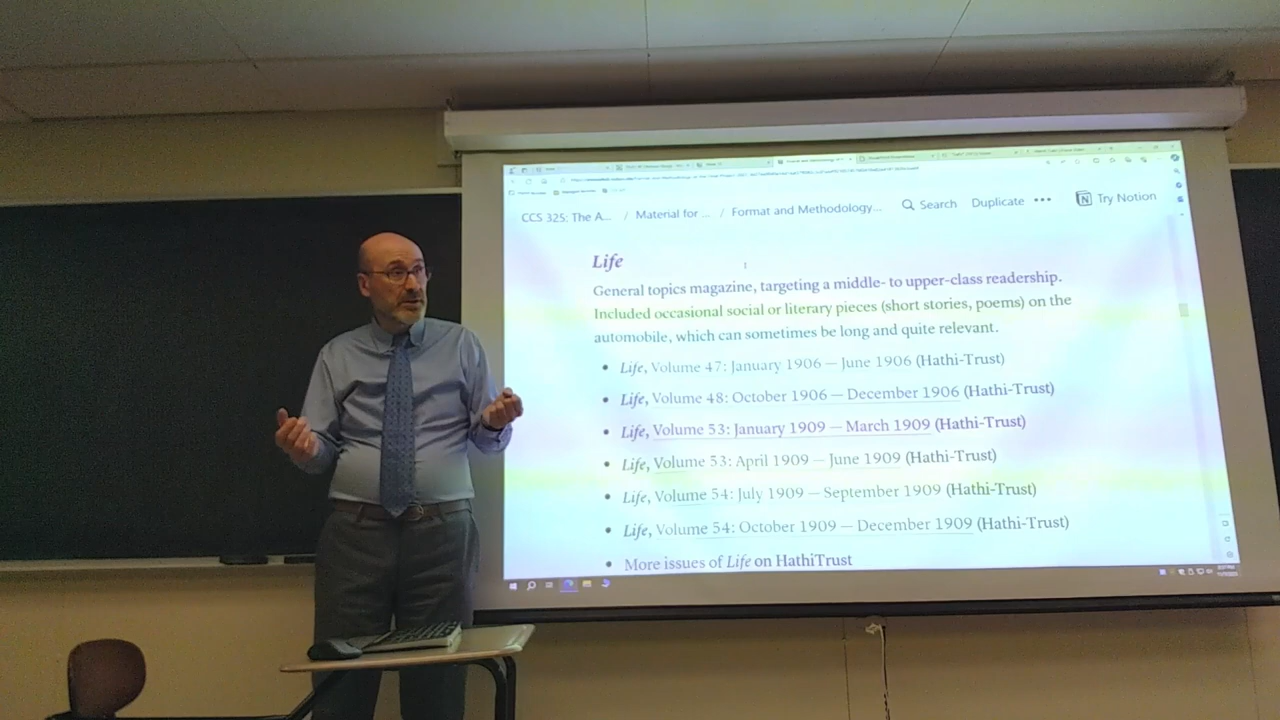 CCS 325: The A... / Material for ... / Format and Methodology... Search Duplicate ••• Try Notion
Life
General topics magazine, targeting a middle- to upper-class readership.
Included occasional social or literary pieces (short stories, poems) on the
automobile, which can sometimes be long and quite relevant.
• Life, Volume 47: January 1906 — June 1906 (Hathi-Trust)
• Life, Volume 48: October 1906 — December 1906 (Hathi-Trust)
• Life, Volume 53: January 1909 — March 1909 (Hathi-Trust)
• Life, Volume 53: April 1909 — June 1909 (Hathi-Trust)
• Life, Volume 54: July 1909 — September 1909 (Hathi-Trust)
• Life, Volume 54: October 1909 — December 1909 (Hathi-Trust)
• More issues of Life on HathiTrust